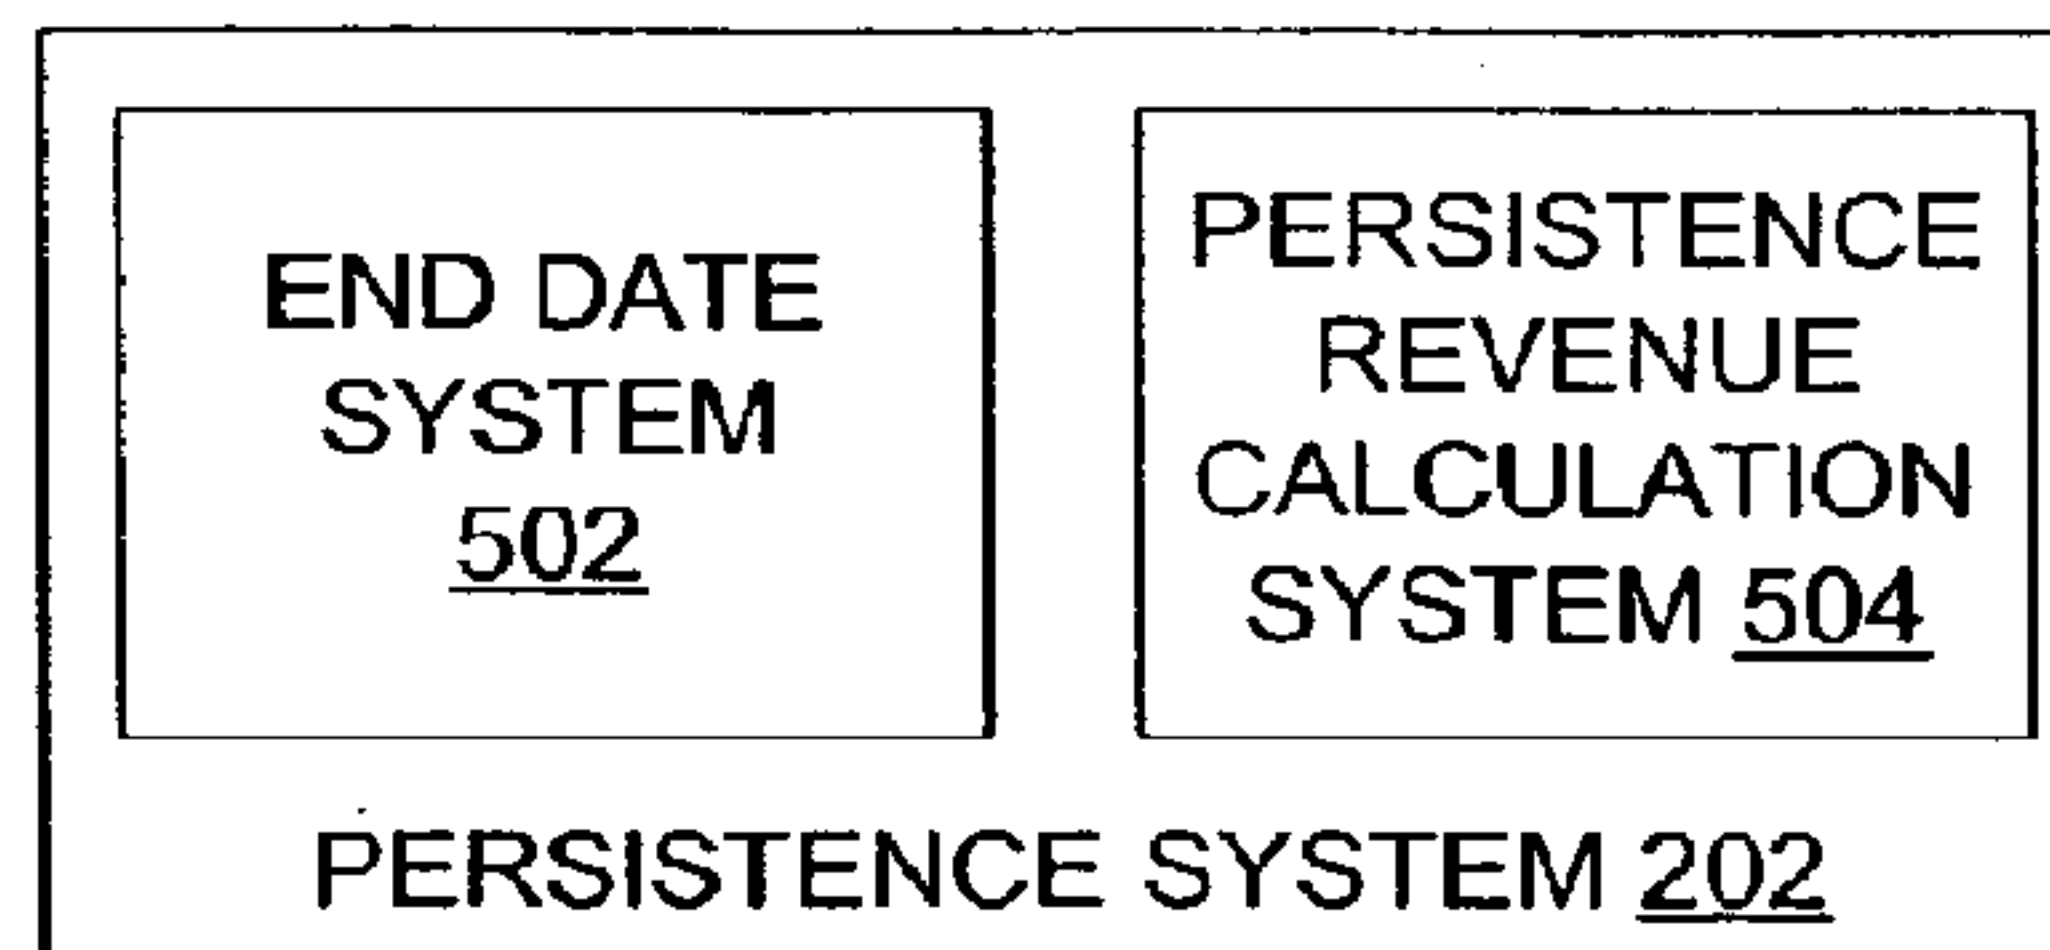 END DATE
SYSTEM
502
PERSISTENCE
REVENUE
CALCULATION
SYSTEM 504
PERSISTENCE SYSTEM 202